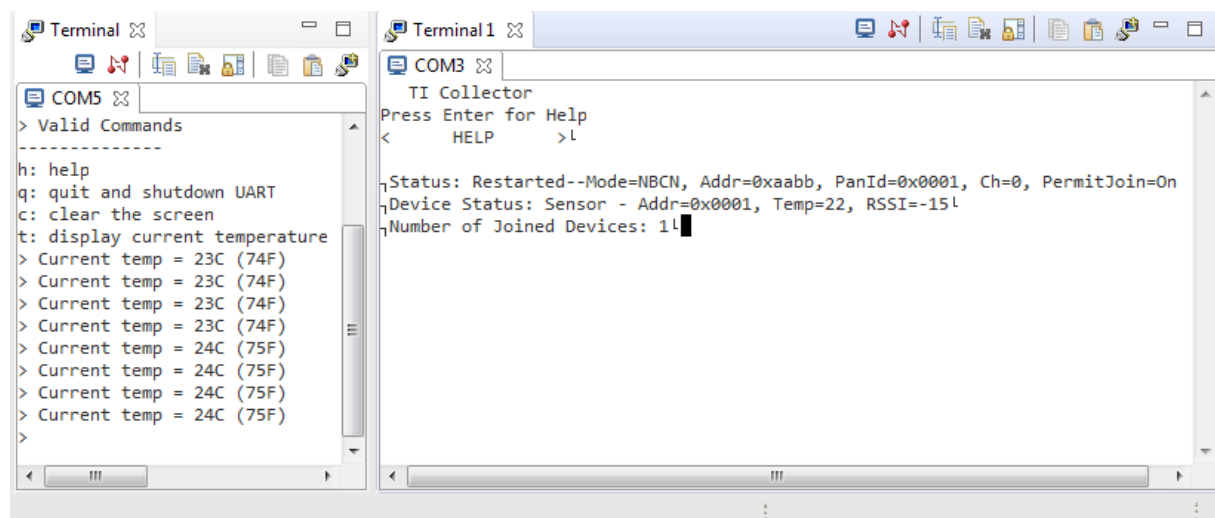 Terminal
COM5
> Valid Commands
--------------
h: help
q: quit and shutdown UART
c: clear the screen
t: display current temperature
> Current temp = 23C (74F)
> Current temp = 23C (74F)
> Current temp = 23C (74F)
> Current temp = 23C (74F)
> Current temp = 24C (75F)
> Current temp = 24C (75F)
> Current temp = 24C (75F)
> Current temp = 24C (75F)
>
Terminal 1
COM3
TI Collector
Press Enter for Help
<      HELP      >└
┐Status: Restarted--Mode=NBCN, Addr=0xaabb, PanId=0x0001, Ch=0, PermitJoin=On
┐Device Status: Sensor - Addr=0x0001, Temp=22, RSSI=-15└
┐Number of Joined Devices: 1└